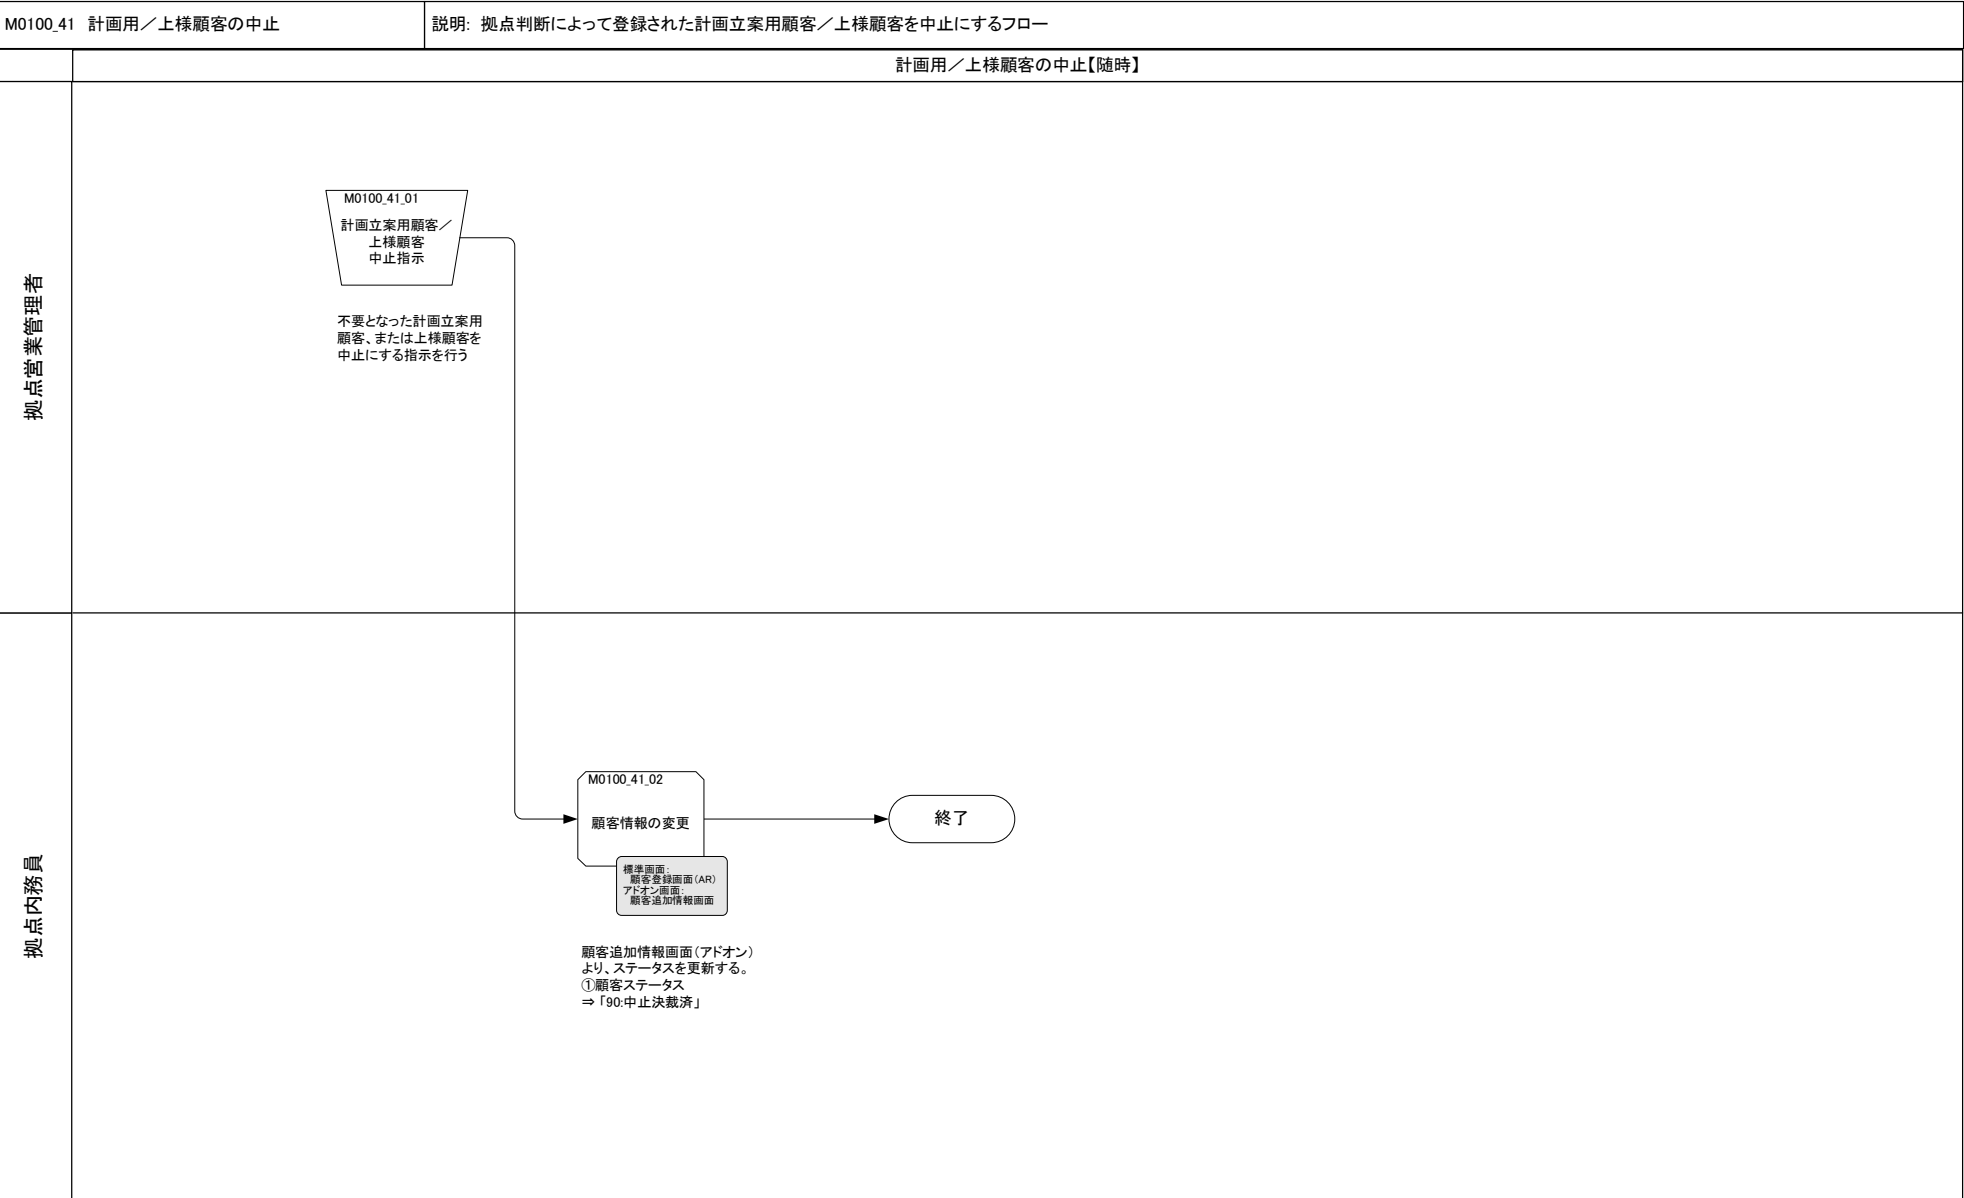 M0100_41 計画用／上様顧客の中止
説明: 拠点判断によって登録された計画立案用顧客／上様顧客を中止にするフロー
計画用／上様顧客の中止【随時】
拠点営業管理者
M0100_41_01
計画立案用顧客／
上様顧客
中止指示
不要となった計画立案用
顧客、または上様顧客を
中止にする指示を行う
拠点内務員
M0100_41_02
顧客情報の変更
標準画面:
顧客登録画面(AR)
アドオン画面:
顧客追加情報画面
終了
顧客追加情報画面(アドオン)
より、ステータスを更新する。
①顧客ステータス
⇒「90:中止決裁済」